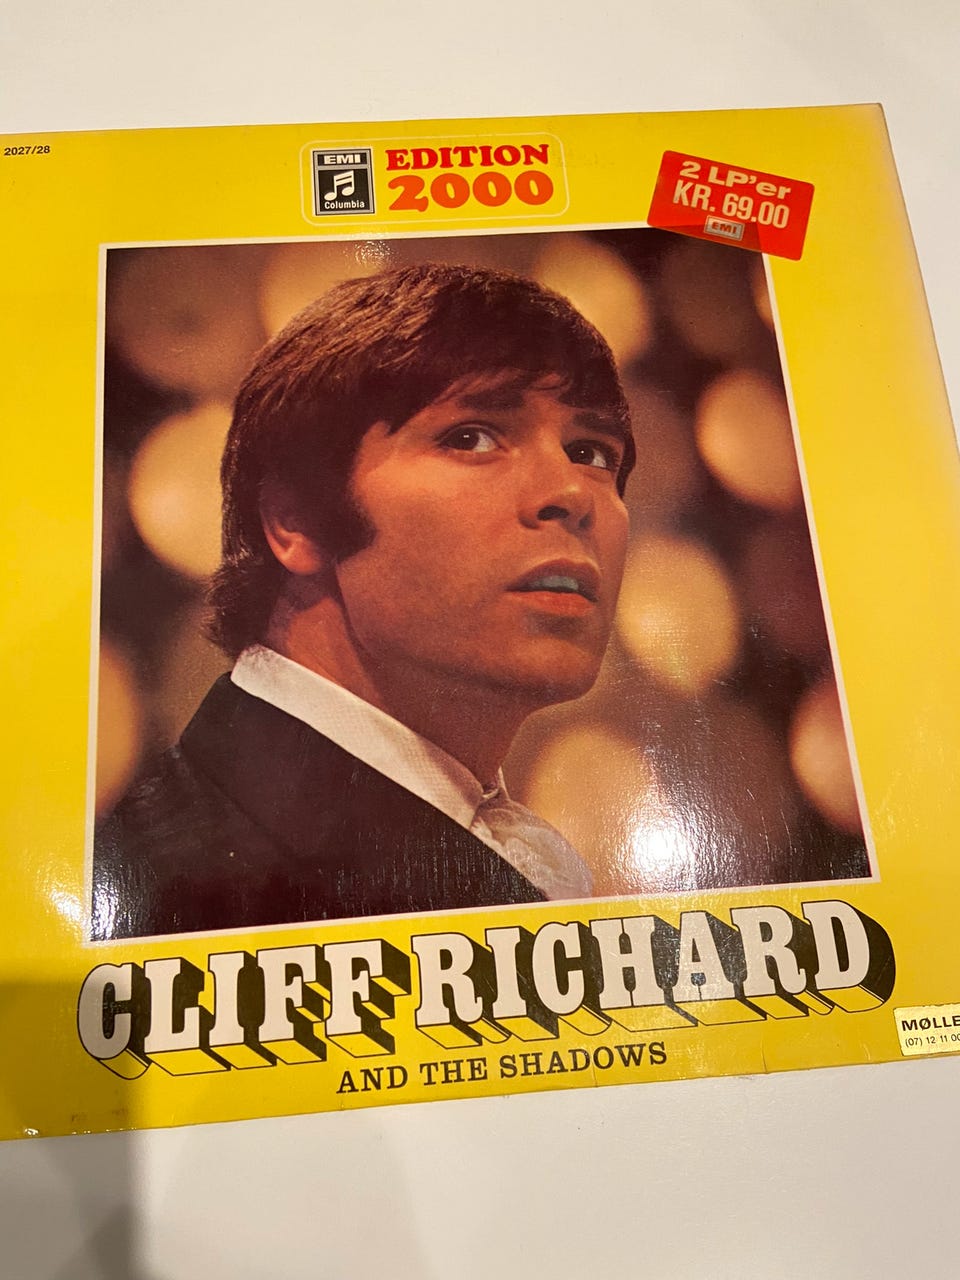 2027/28
EMI
Columbia
EDITION
2000
2 LP'er
KR. 69.00
EMI
CLIFF RICHARD
AND THE SHADOWS
MØLLE
(07) 12 11 00